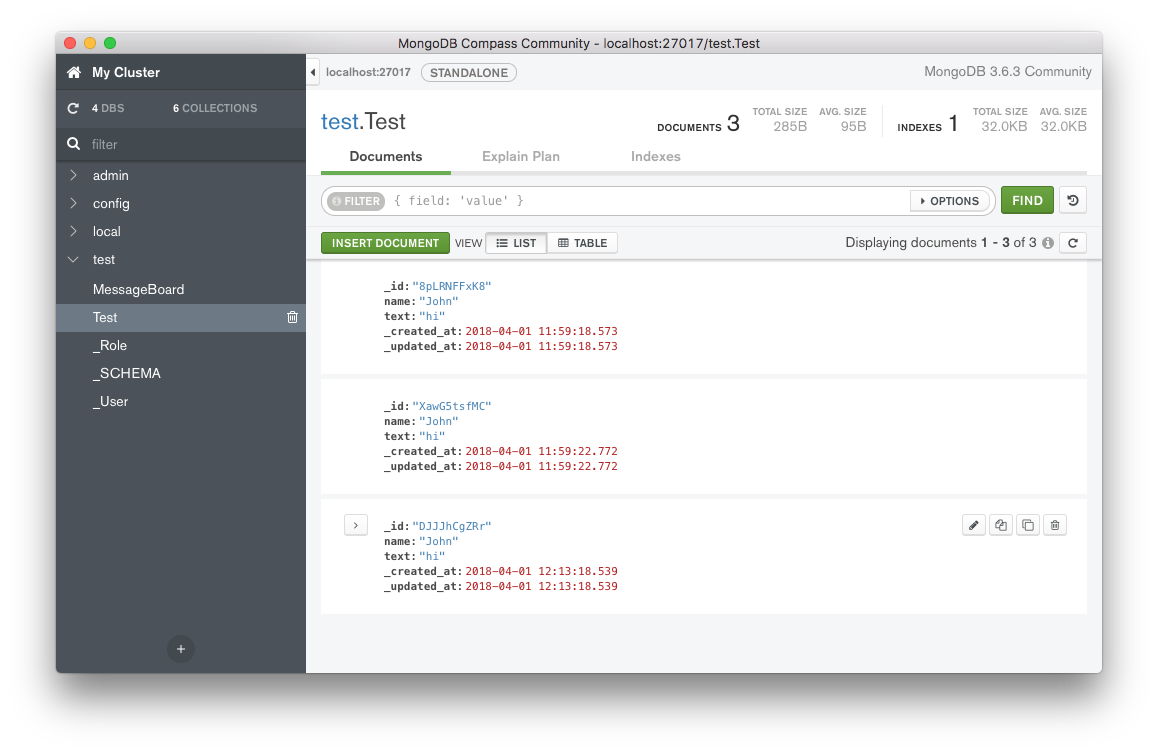 MongoDB Compass Community - localhost:27017/test.Test
My Cluster
4 DBS 6 COLLECTIONS
filter
admin
config
local
test
MessageBoard
Test
_Role
_SCHEMA
_User
+
localhost:27017 STANDALONE MongoDB 3.6.3 Community
test.Test
DOCUMENTS 3 TOTAL SIZE 285B AVG. SIZE 95B INDEXES 1 TOTAL SIZE 32.0KB AVG. SIZE 32.0KB
Documents Explain Plan Indexes
FILTER { field: 'value' } OPTIONS FIND
INSERT DOCUMENT VIEW LIST TABLE Displaying documents 1 - 3 of 3
_id: "8pLRNFFxK8"
name: "John"
text: "hi"
_created_at: 2018-04-01 11:59:18.573
_updated_at: 2018-04-01 11:59:18.573
_id: "XawG5tsfMC"
name: "John"
text: "hi"
_created_at: 2018-04-01 11:59:22.772
_updated_at: 2018-04-01 11:59:22.772
_id: "DJJJhCgZRr"
name: "John"
text: "hi"
_created_at: 2018-04-01 12:13:18.539
_updated_at: 2018-04-01 12:13:18.539